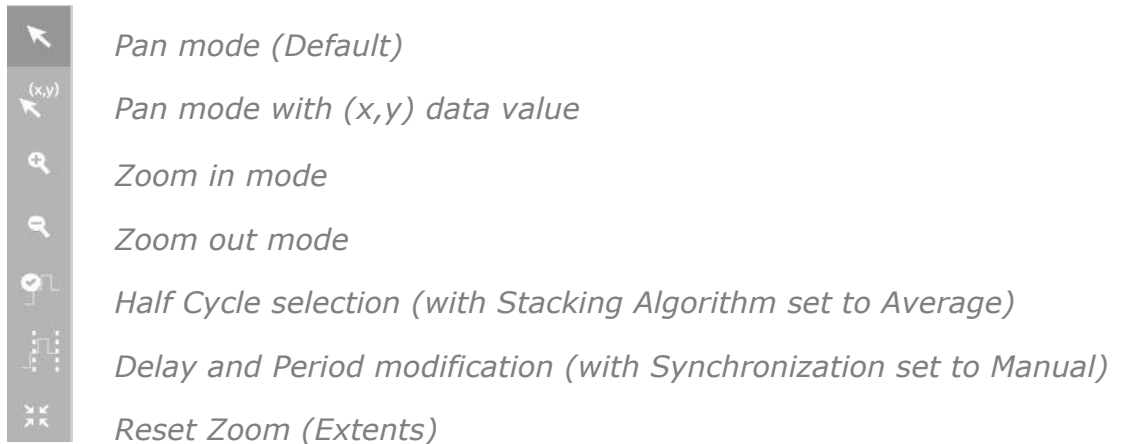 Pan mode (Default)
(x,y)
Pan mode with (x,y) data value
Zoom in mode
Zoom out mode
Half Cycle selection (with Stacking Algorithm set to Average)
Delay and Period modification (with Synchronization set to Manual)
Reset Zoom (Extents)